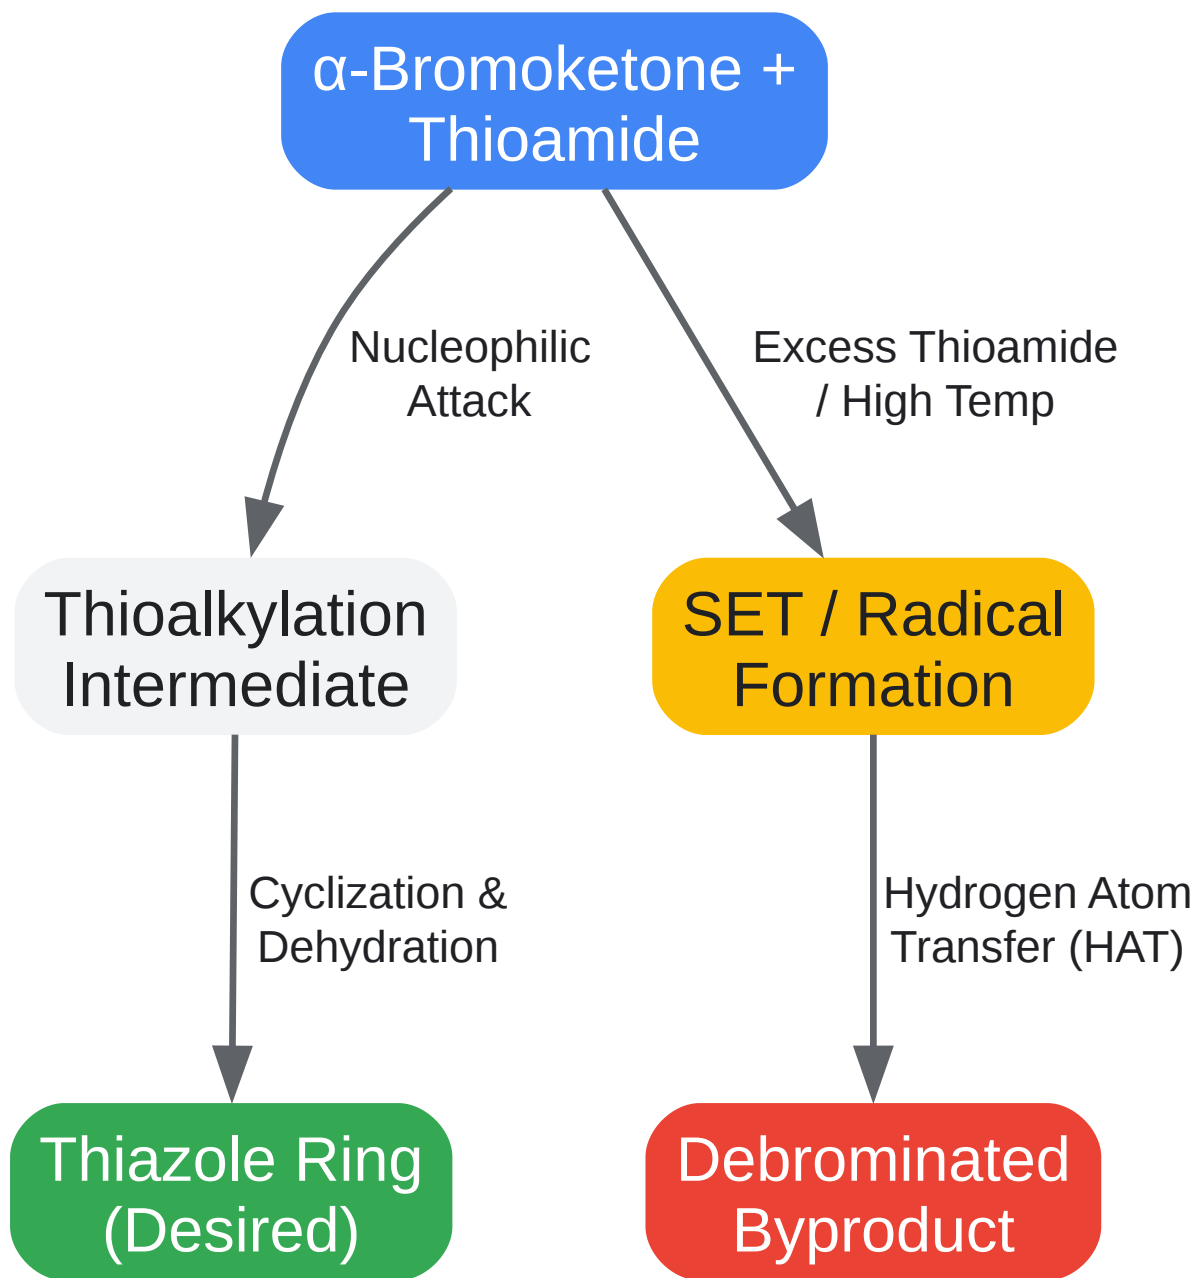 α-Bromoketone +
Thioamide
Nucleophilic
Attack
Excess Thioamide
/ High Temp
Thioalkylation
Intermediate
SET / Radical
Formation
Cyclization &
Dehydration
Hydrogen Atom
Transfer (HAT)
Thiazole Ring
(Desired)
Debrominated
Byproduct